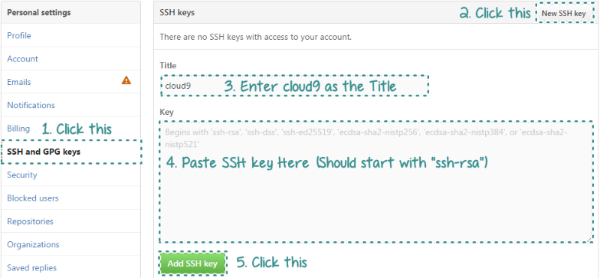 Personal settings
Profile
Account
Emails
Notifications
Billing
1. Click this
SSH and GPG keys
Security
Blocked users
Repositories
Organizations
Saved replies
SSH keys
2. Click this
New SSH key
There are no SSH keys with access to your account.
Title
cloud9
3. Enter cloud9 as the Title
Key
Begins with 'ssh-rsa', 'ssh-dss', 'ssh-ed25519', 'ecdsa-sha2-nistp256', 'ecdsa-sha2-nistp384', or 'ecdsa-sha2-
nistp521'
4. Paste SSH key Here (Should start with "ssh-rsa")
Add SSH key
5. Click this